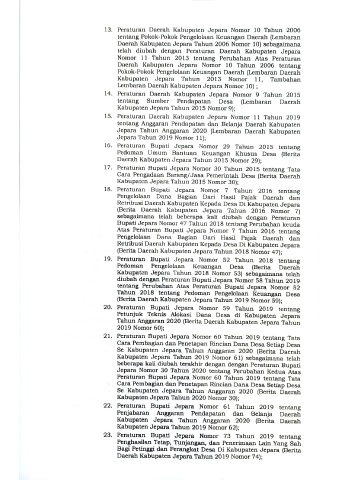 13. Peraturan Daerah Kabupaten Jepara Nomor 10 Tahun 2006
tentang Pokok-Pokok Pengelolaan Keuangan Daerah (Lembaran
Daerah Kabupaten Jepara Tahun 2006 Nomor 10) sebagaimana
telah diubah dengan Peraturan Daerah Kabupaten Jepara
Nomor 11 Tahun 2013 tentang Perubahan Atas Peraturan
Daerah Kabupaten Jepara Nomor 10 Tahun 2006 tentang
Pokok-Pokok Pengelolaan Keuangan Daerah (Lembaran Daerah
Kabupaten Jepara Tahun 2013 Nomor 11, Tambahan
Lembaran Daerah Kabupaten Jepara Nomor 10) ;
14. Peraturan Daerah Kabupaten Jepara Nomor 9 Tahun 2015
tentang Sumber Pendapatan Desa (Lembaran Daerah
Kabupaten Jepara Tahun 2015 Nomor 9);
15. Peraturan Daerah Kabupaten Jepara Nomor 11 Tahun 2019
tentang Anggaran Pendapatan dan Belanja Daerah Kabupaten
Jepara Tahun Anggaran 2020 (Lembaran Daerah Kabupaten
Jepara Tahun 2019 Nomor 11);
16. Peraturan Bupati Jepara Nomor 29 Tahun 2015 tentang
Pedoman Umum Bantuan Keuangan Khusus Desa (Berita
Daerah Kabupaten Jepara Tahun 2015 Nomor 29);
17. Peraturan Bupati Jepara Nomor 30 Tahun 2015 tentang Tata
Cara Pengadaan Barang/Jasa Pemerintah Desa (Berita Daerah
Kabupaten Jepara Tahun 2015 Nomor 30);
18. Peraturan Bupati Jepara Nomor 7 Tahun 2016 tentang
Pengelolaan Dana Bagian Dari Hasil Pajak Daerah dan
Retribusi Daerah Kabupaten Kepada Desa Di Kabupaten Jepara
(Berita Daerah Kabupaten Jepara Tahun 2016 Nomor 7)
sebagaimana telah beberapa kali diubah dengan Peraturan
Bupati Jepara Nomor 47 Tahun 2018 tentang Perubahan kedua
Atas Peraturan Bupati Jepara Nomor 7 Tahun 2016 tentang
Pengelolaan Dana Bagian Dari Hasil Pajak Daerah dan
Retribusi Daerah Kabupaten Kepada Desa Di Kabupaten Jepara
(Berita Daerah Kabupaten Jepara Tahun 2018 Nomor 47);
19. Peraturan Bupati Jepara Nomor 52 Tahun 2018 tentang
Pedoman Pengelolaan Keuangan Desa (Berita Daerah
Kabupaten Jepara Tahun 2018 Nomor 53) sebagaimana telah
diubah dengan Peraturan Bupati Jepara Nomor 58 Tahun 2019
tentang Perubahan Atas Peraturan Bupati Jepara Nomor 52
Tahun 2018 tentang Pedoman Pengelolaan Keuangan Desa
(Berita Daerah Kabupaten Jepara Tahun 2019 Nomor 59);
20. Peraturan Bupati Jepara Nomor 59 Tahun 2019 tentang
Petunjuk Teknis Alokasi Dana Desa di Kabupaten Jepara
Tahun Anggaran 2020 (Berita Daerah Kabupaten Jepara Tahun
2019 Nomor 60);
21. Peraturan Bupati Jepara Nomor 60 Tahun 2019 tentang Tata
Cara Pembagian dan Penetapan Rincian Dana Desa Setiap Desa
Se Kabupaten Jepara Tahun Anggaran 2020 (Berita Daerah
Kabupaten Jepara Tahun 2019 Nomor 61) sebagaimana telah
beberapa kali diubah terakhir dengan dengan Peraturan Bupati
Jepara Nomor 30 Tahun 2020 tentang Perubahan Kedua Atas
Peraturan Bupati Jepara Nomor 60 Tahun 2019 tentang Tata
Cara Pembagian dan Penetapan Rincian Dana Desa Setiap Desa
Se Kabupaten Jepara Tahun Anggaran 2020 (Berita Daerah
Kabupaten Jepara Tahun 2020 Nomor 30);
22. Peraturan Bupati Jepara Nomor 61 Tahun 2019 tentang
Penjabaran Anggaran Pendapatan dan Belanja Daerah
Kabupaten Jepara Tahun Anggaran 2020 (Berita Daerah
Kabupaten Jepara Tahun 2019 Nomor 62);
23. Peraturan Bupati Jepara Nomor 73 Tahun 2019 tentang
Penghasilan Tetap, Tunjangan, dan Penerimaan Lain Yang Sah
Bagi Petinggi dan Perangkat Desa Di Kabupaten Jepara (Berita
Daerah Kabupaten Jepara Tahun 2019 Nomor 74);